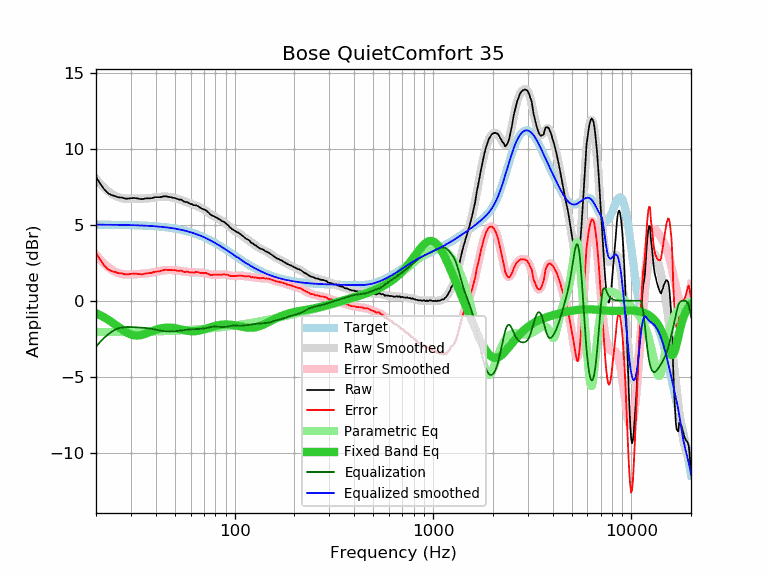 Bose QuietComfort 35
15
10
5
0
−5
−10
Amplitude (dBr)
Target
Raw Smoothed
Error Smoothed
Raw
Error
Parametric Eq
Fixed Band Eq
Equalization
Equalized smoothed
100
1000
10000
Frequency (Hz)